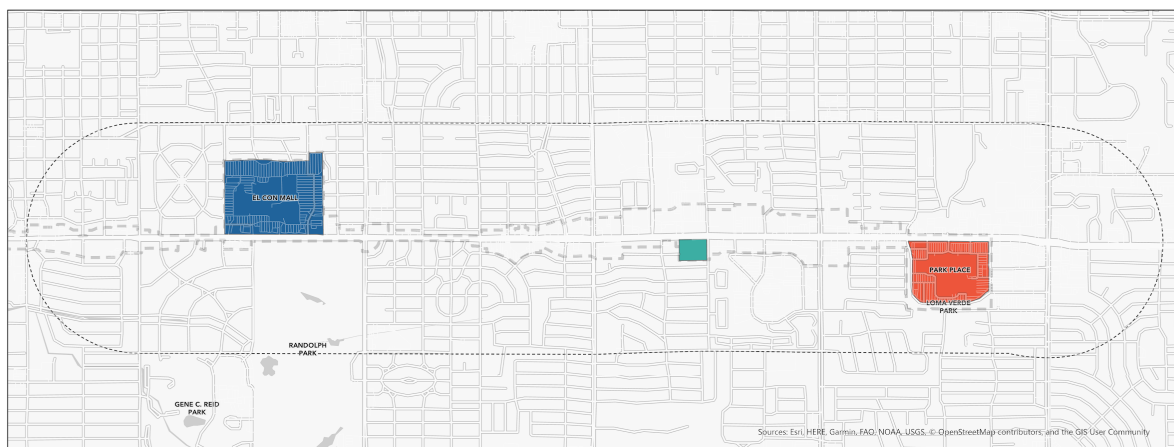 EL CON MALL
PARK PLACE
LOMA VERDE
PARK
RANDOLPH
PARK
GENE C. REID
PARK
Sources: Esri, HERE, Garmin, FAO, NOAA, USGS, © OpenStreetMap contributors, and the GIS User Community